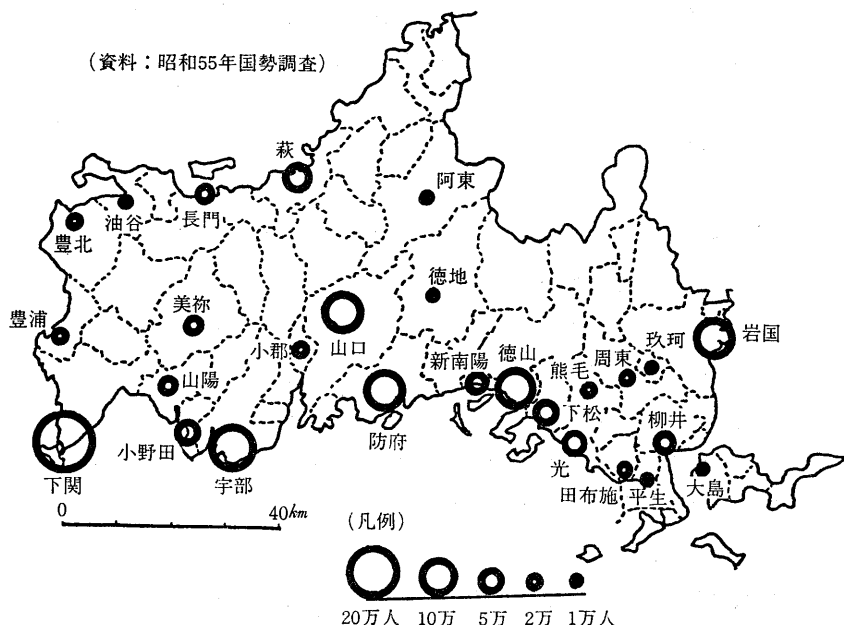 (資料：昭和55年国勢調査)
萩
阿東
長門
油谷
豊北
徳地
美祢
豊浦
山口
小郡
玖珂
岩国
徳山
新南陽
周東
熊毛
山陽
下松
柳井
防府
小野田
光
宇部
下関
田布施
平生
大島
0
40km
(凡例)
20万人
10万
5万
2万
1万人